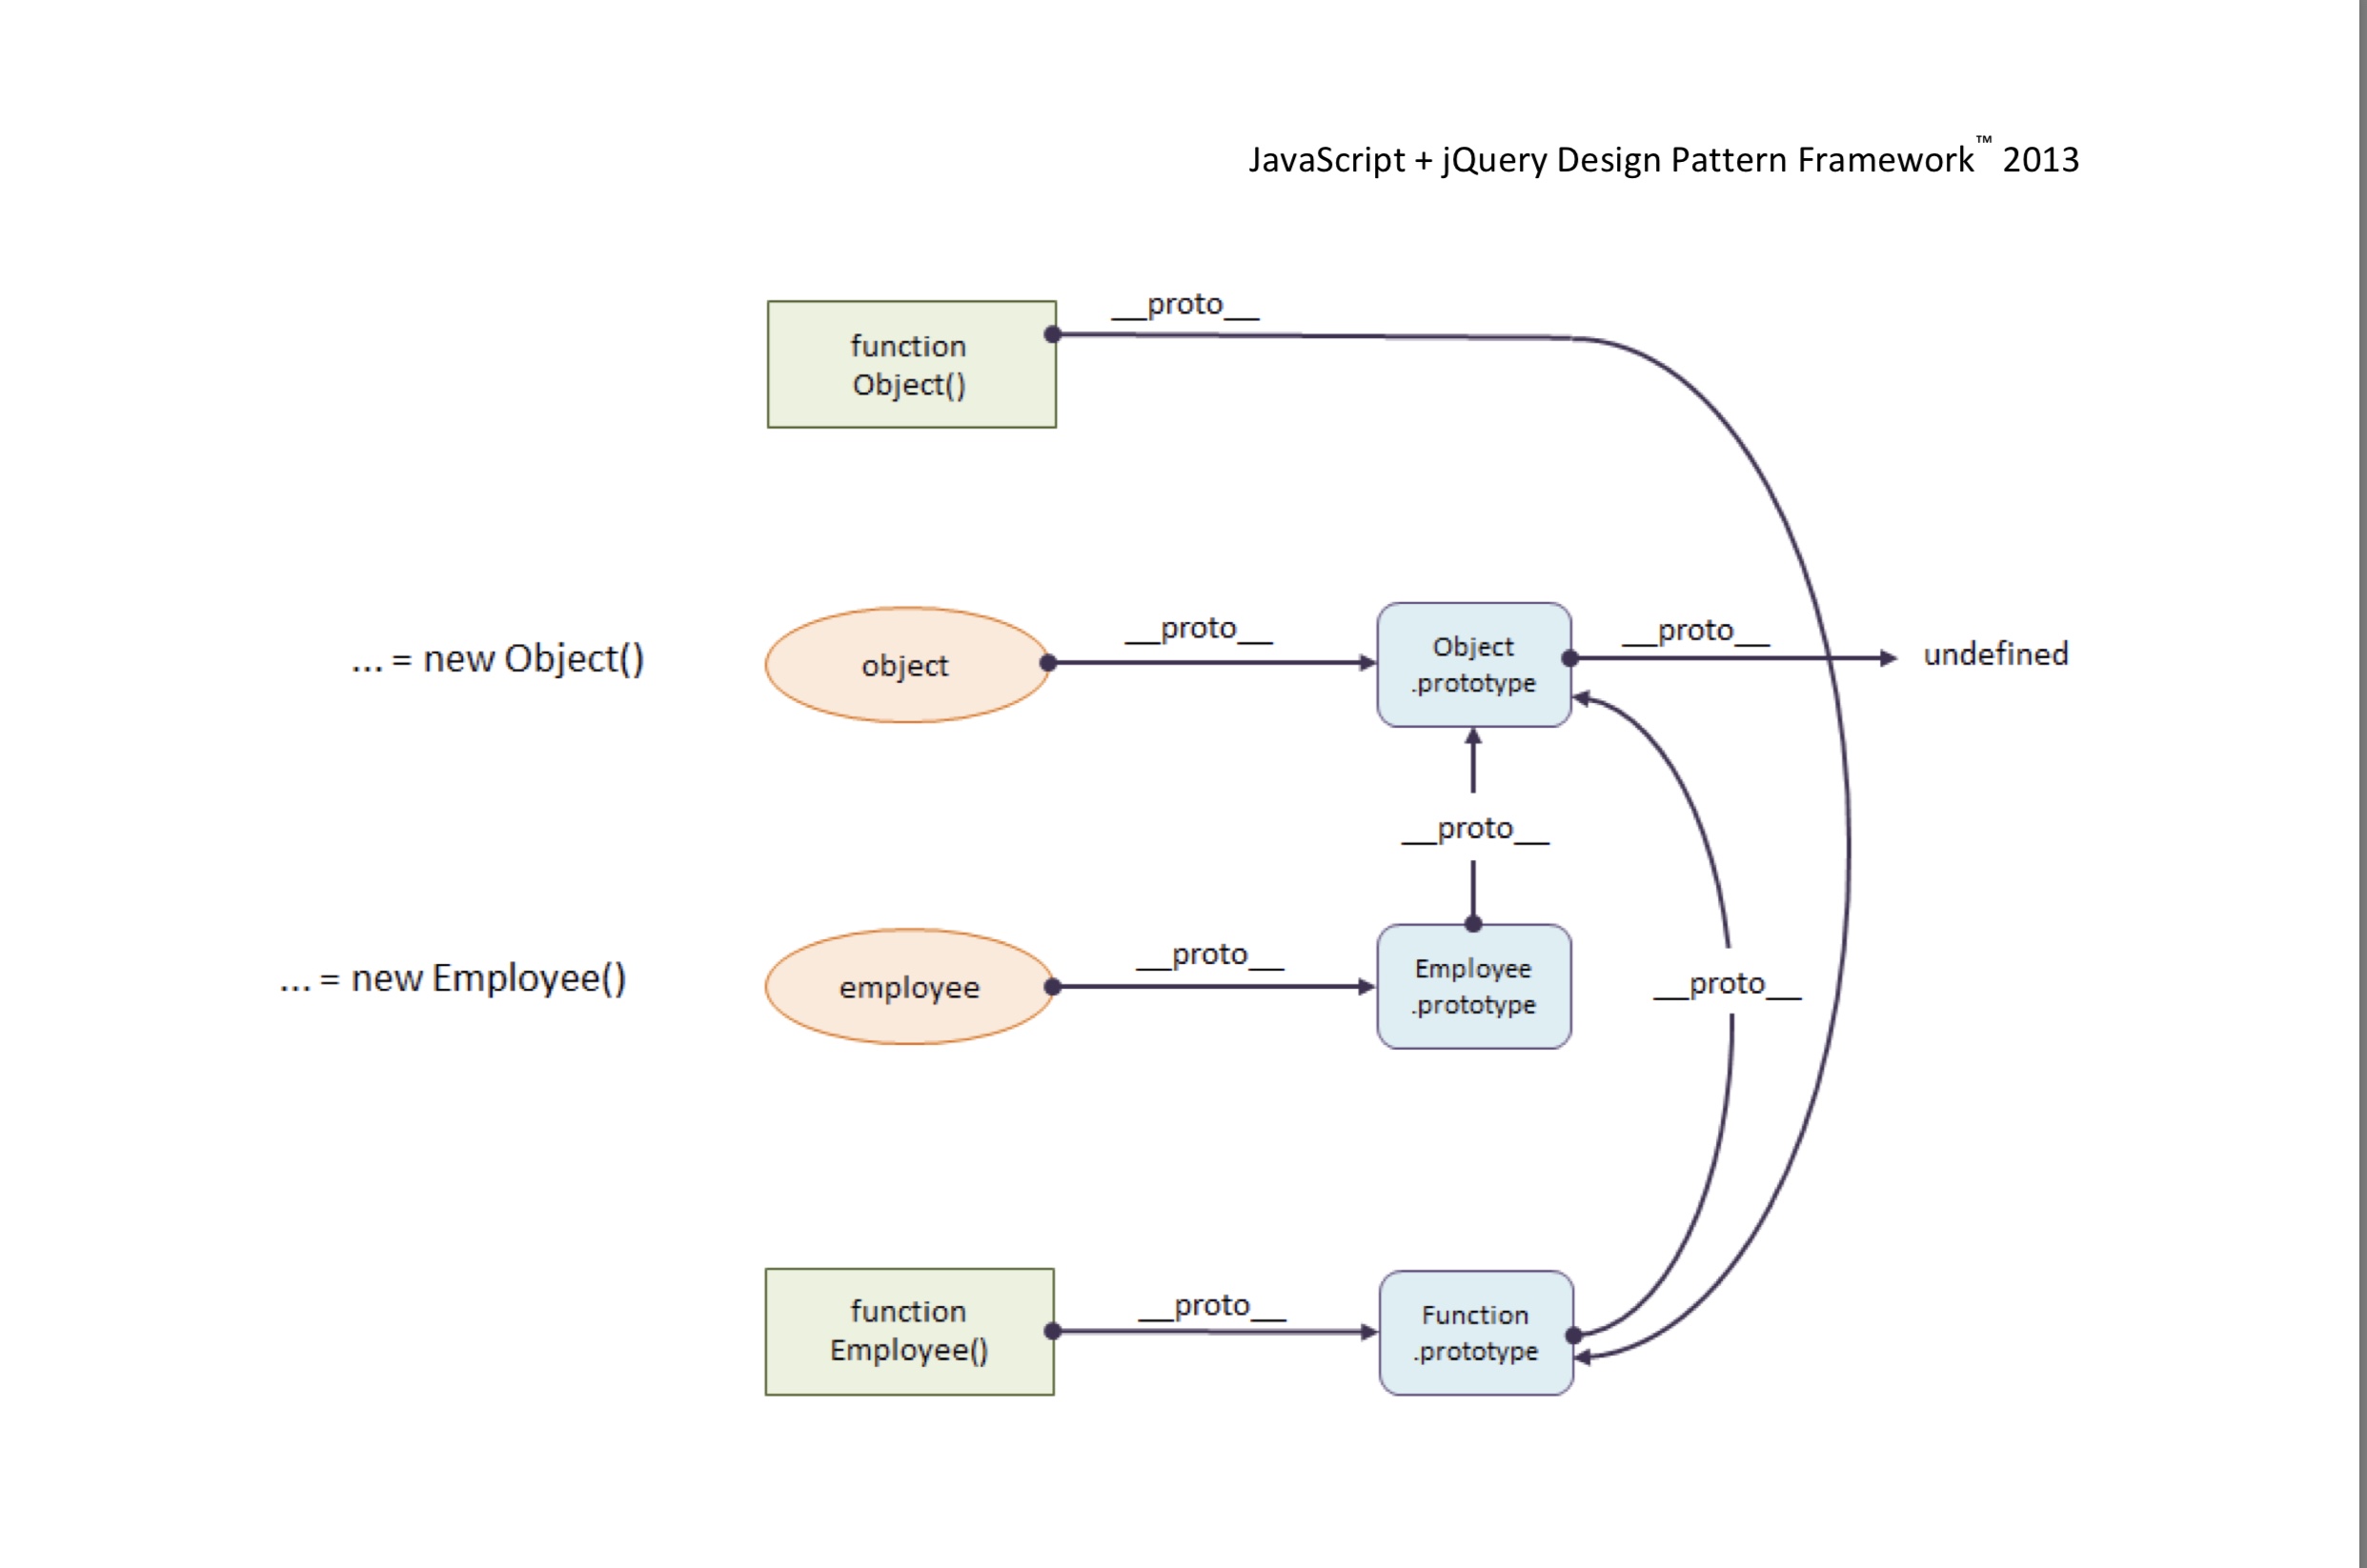 JavaScript + jQuery Design Pattern Framework™ 2013
__proto__
function
Object()
... = new Object()
object
__proto__
Object
.prototype
__proto__
undefined
__proto__
... = new Employee()
employee
__proto__
Employee
.prototype
__proto__
function
Employee()
__proto__
Function
.prototype